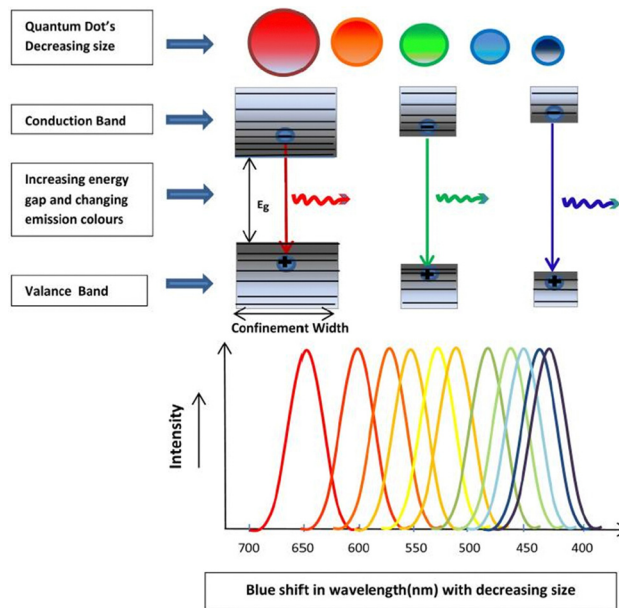 Quantum Dot's
Decreasing size
Conduction Band
Increasing energy
gap and changing
emission colours
Eg
Valance Band
Confinement Width
Intensity
700 650 600 550 500 450 400
Blue shift in wavelength(nm) with decreasing size